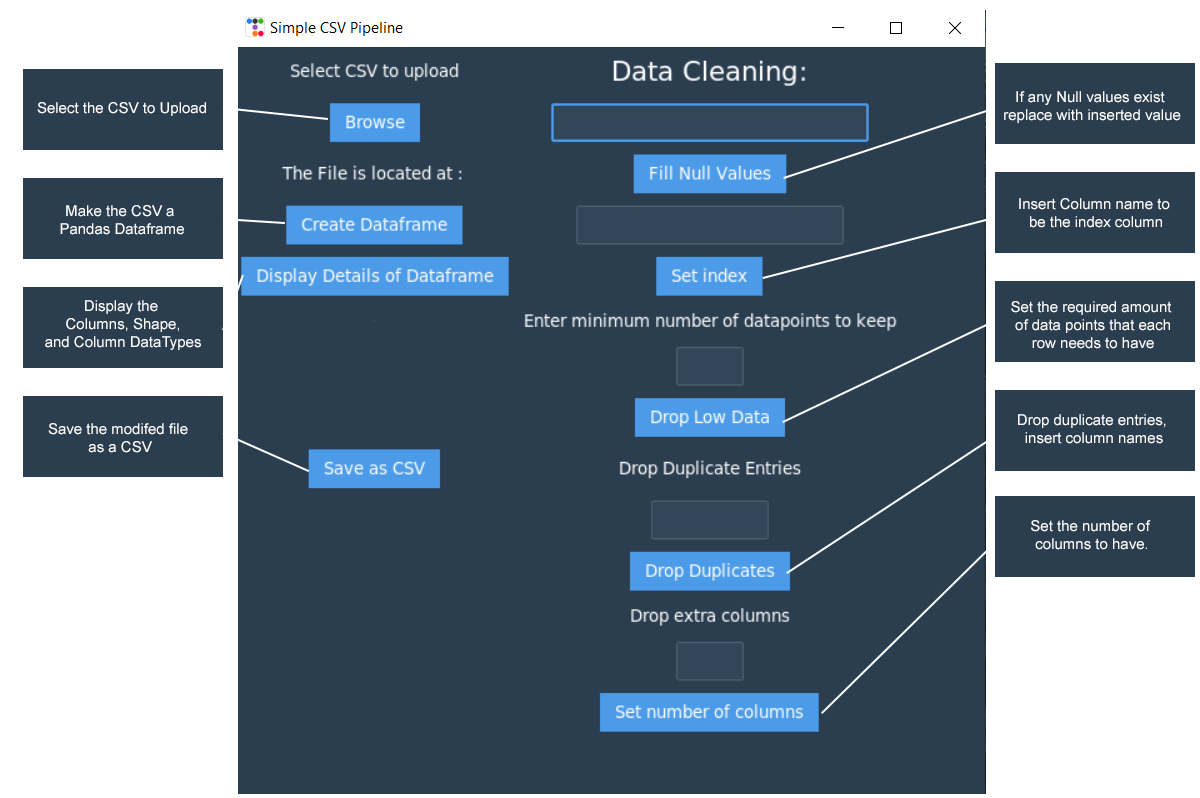 Simple CSV Pipeline
Select the CSV to Upload
Make the CSV a
Pandas Dataframe
Display the
Columns, Shape,
and Column DataTypes
Save the modifed file
as a CSV
Select CSV to upload
Browse
The File is located at :
Create Dataframe
Display Details of Dataframe
Save as CSV
Data Cleaning:
Fill Null Values
Set index
Enter minimum number of datapoints to keep
Drop Low Data
Drop Duplicate Entries
Drop Duplicates
Drop extra columns
Set number of columns
If any Null values exist
replace with inserted value
Insert Column name to
be the index column
Set the required amount
of data points that each
row needs to have
Drop duplicate entries,
insert column names
Set the number of
columns to have.